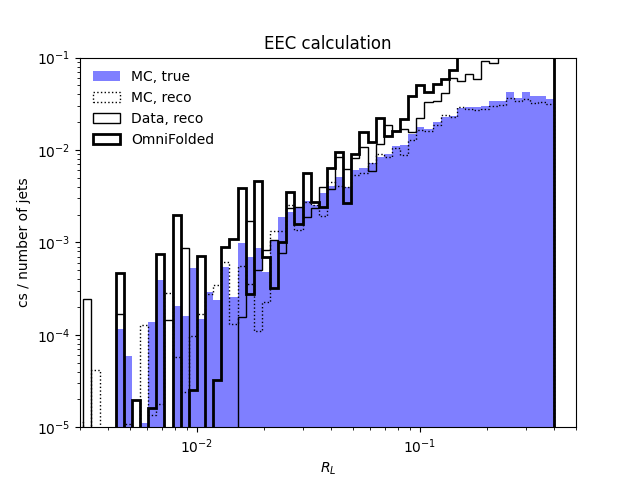 EEC calculation
MC, true
MC, reco
Data, reco
OmniFolded
cs / number of jets
10⁻¹
10⁻²
10⁻³
10⁻⁴
10⁻⁵
10⁻²
10⁻¹
R_L